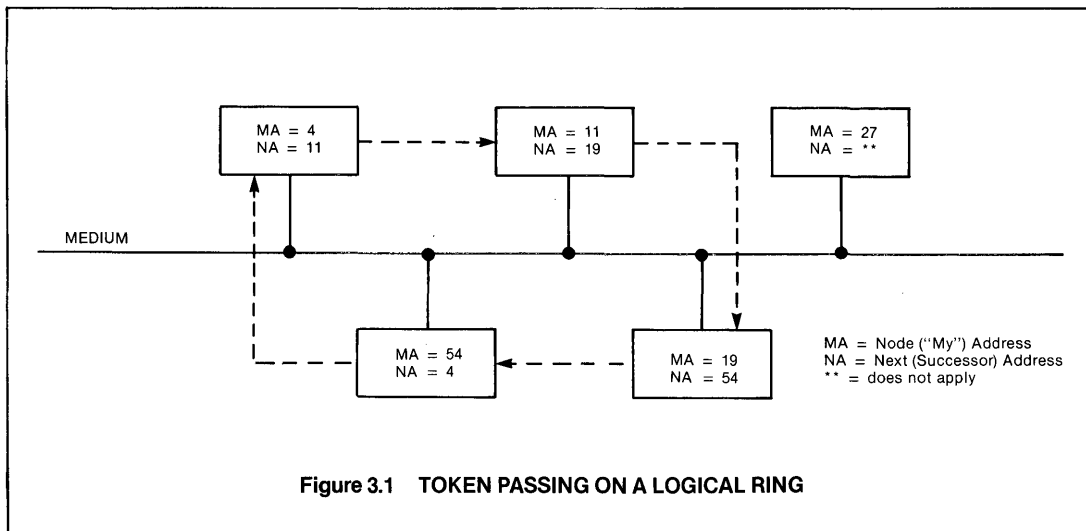 MA = 4
NA = 11
MA = 11
NA = 19
MA = 27
NA = **
MEDIUM
MA = 54
NA = 4
MA = 19
NA = 54
MA = Node ("My") Address
NA = Next (Successor) Address
** = does not apply
Figure 3.1 TOKEN PASSING ON A LOGICAL RING